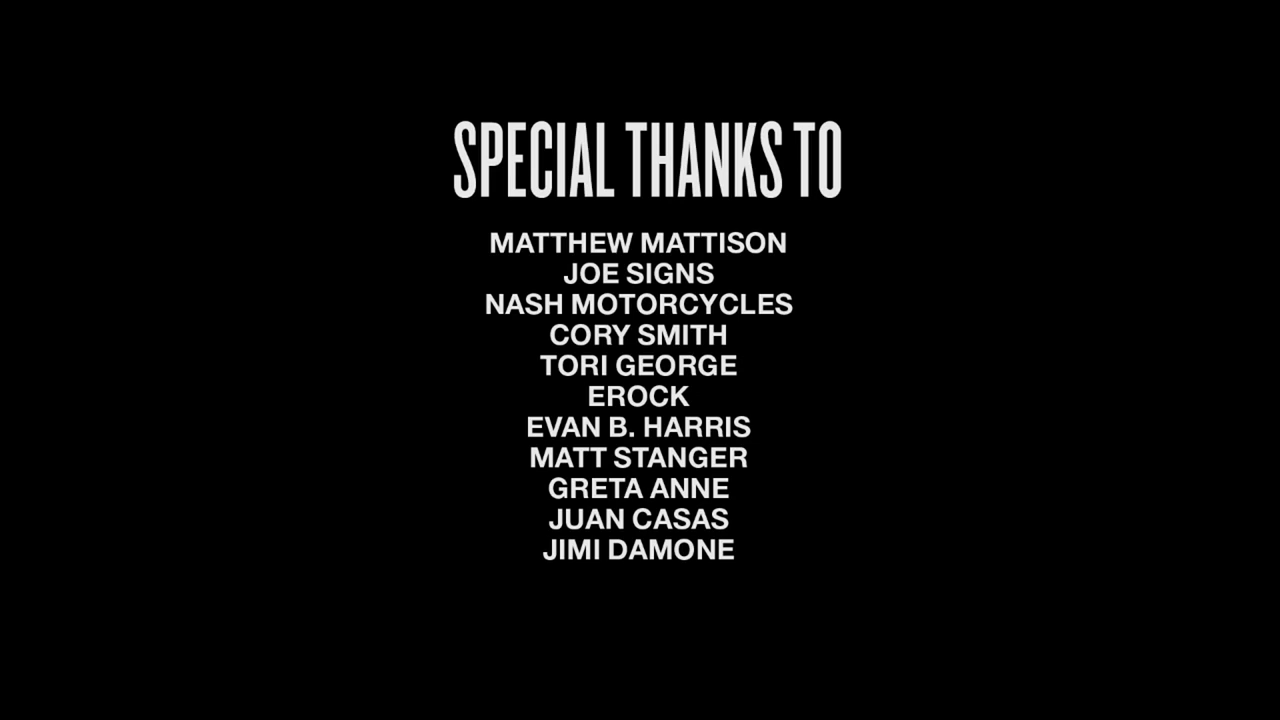 SPECIAL THANKS TO
MATTHEW MATTISON
JOE SIGNS
NASH MOTORCYCLES
CORY SMITH
TORI GEORGE
EROCK
EVAN B. HARRIS
MATT STANGER
GRETA ANNE
JUAN CASAS
JIMI DAMONE